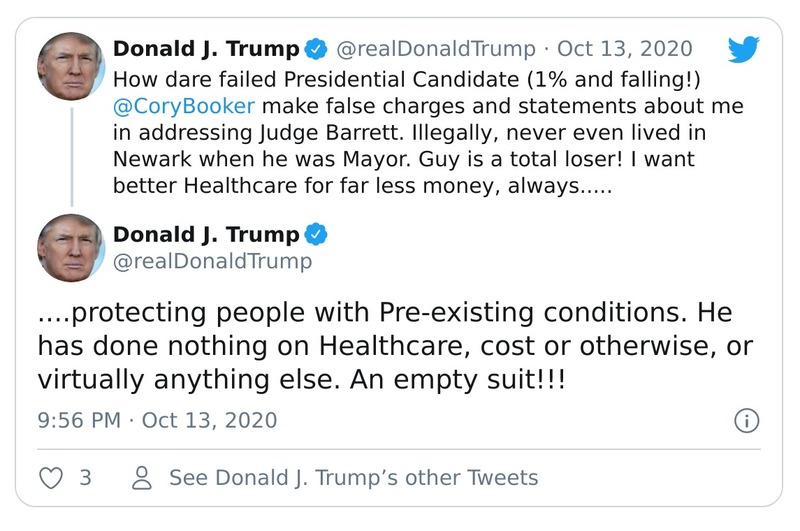 Donald J. Trump @realDonaldTrump · Oct 13, 2020
How dare failed Presidential Candidate (1% and falling!)
@CoryBooker make false charges and statements about me
in addressing Judge Barrett. Illegally, never even lived in
Newark when he was Mayor. Guy is a total loser! I want
better Healthcare for far less money, always.....
Donald J. Trump
@realDonaldTrump
....protecting people with Pre-existing conditions. He
has done nothing on Healthcare, cost or otherwise, or
virtually anything else. An empty suit!!!
9:56 PM · Oct 13, 2020
3 See Donald J. Trump’s other Tweets